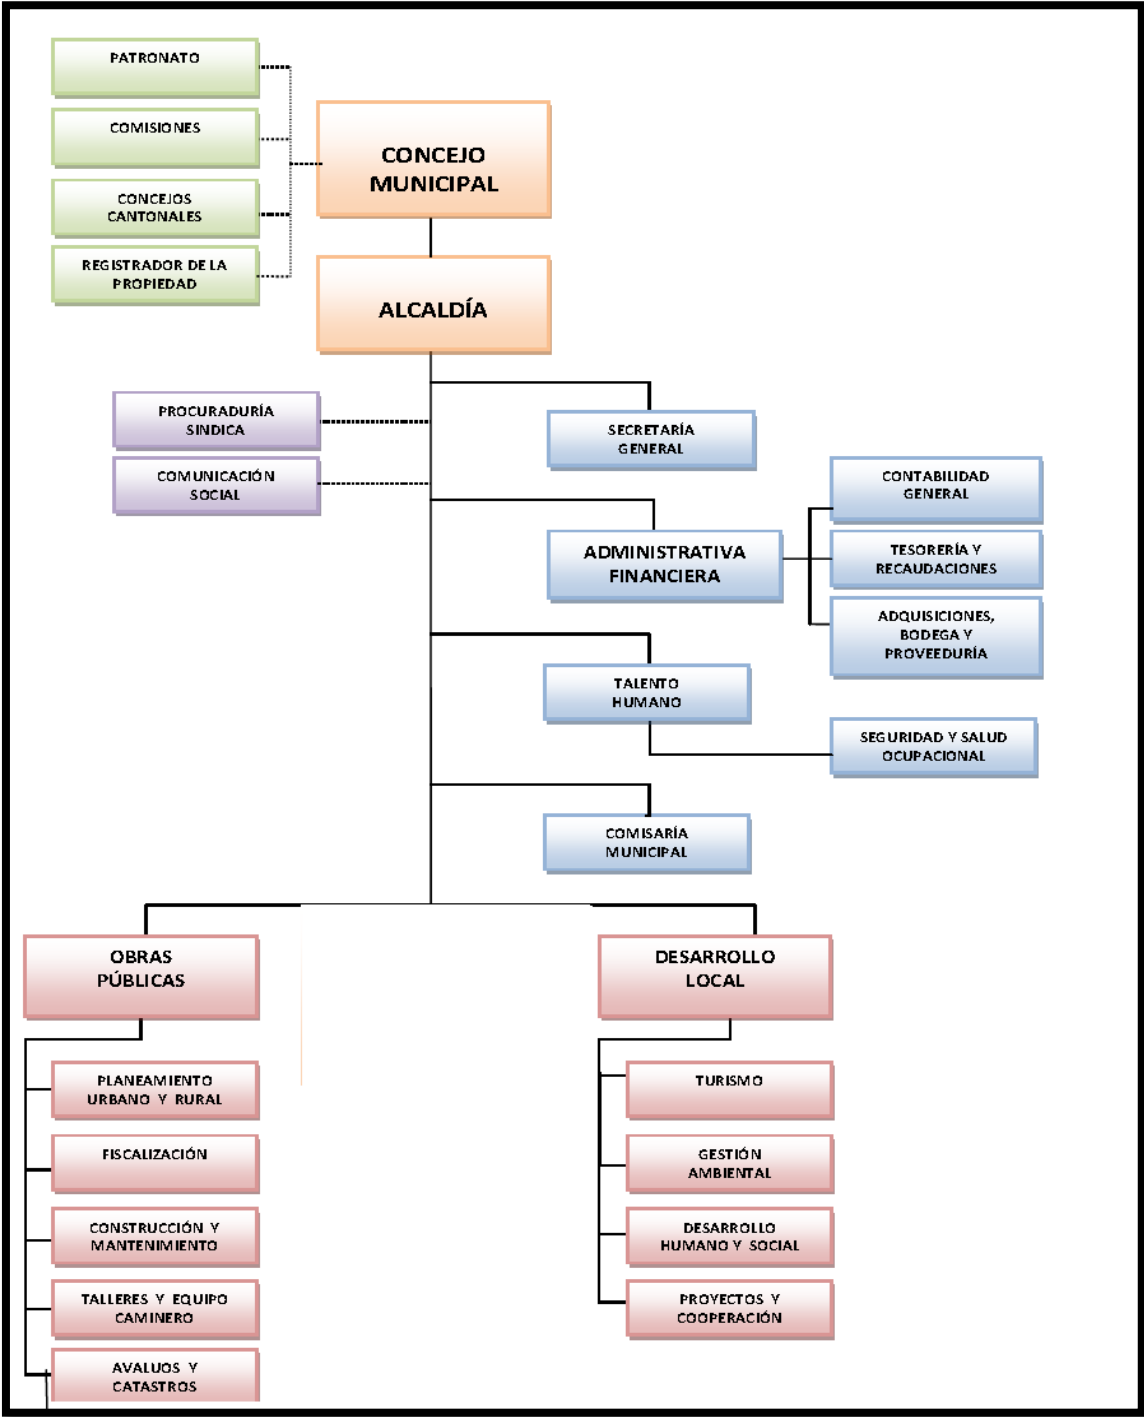 PATRONATO
COMISIONES
CONCEJOS
CANTONALES
REGISTRADOR DE LA
PROPIEDAD
CONCEJO
MUNICIPAL
ALCALDÍA
PROCURADURÍA
SINDICA
COMUNICACIÓN
SOCIAL
SECRETARÍA
GENERAL
ADMINISTRATIVA
FINANCIERA
CONTABILIDAD
GENERAL
TESORERÍA Y
RECAUDACIONES
ADQUISICIONES,
BODEGA Y
PROVEEDURÍA
TALENTO
HUMANO
SEGURIDAD Y SALUD
OCUPACIONAL
COMISARÍA
MUNICIPAL
OBRAS
PÚBLICAS
PLANEAMIENTO
URBANO Y RURAL
FISCALIZACIÓN
CONSTRUCCIÓN Y
MANTENIMIENTO
TALLERES Y EQUIPO
CAMINERO
AVALUOS Y
CATASTROS
DESARROLLO
LOCAL
TURISMO
GESTIÓN
AMBIENTAL
DESARROLLO
HUMANO Y SOCIAL
PROYECTOS Y
COOPERACIÓN